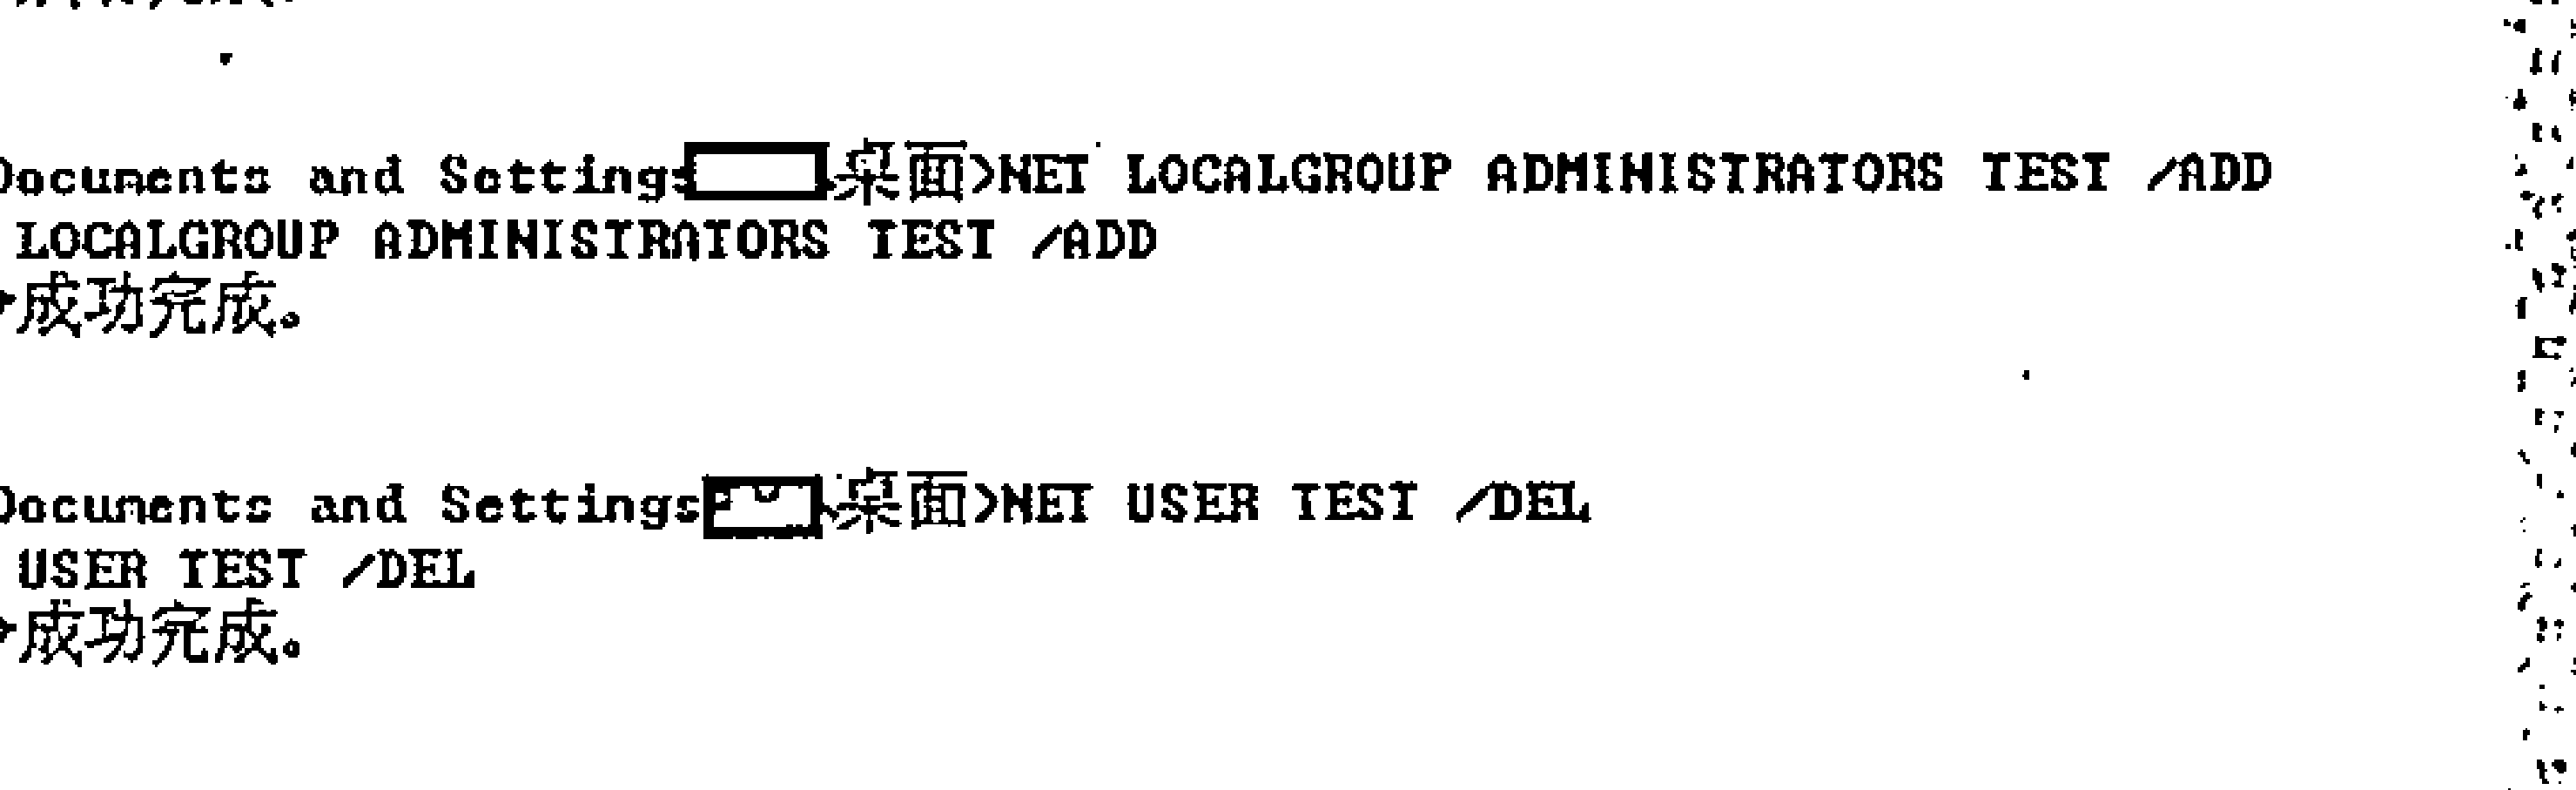 Documents and Settings \桌面>NET LOCALGROUP ADMINISTRATORS TEST /ADD
LOCALGROUP ADMINISTRATORS TEST /ADD
成功完成。
Documents and Settings \桌面>NET USER TEST /DEL
USER TEST /DEL
成功完成。